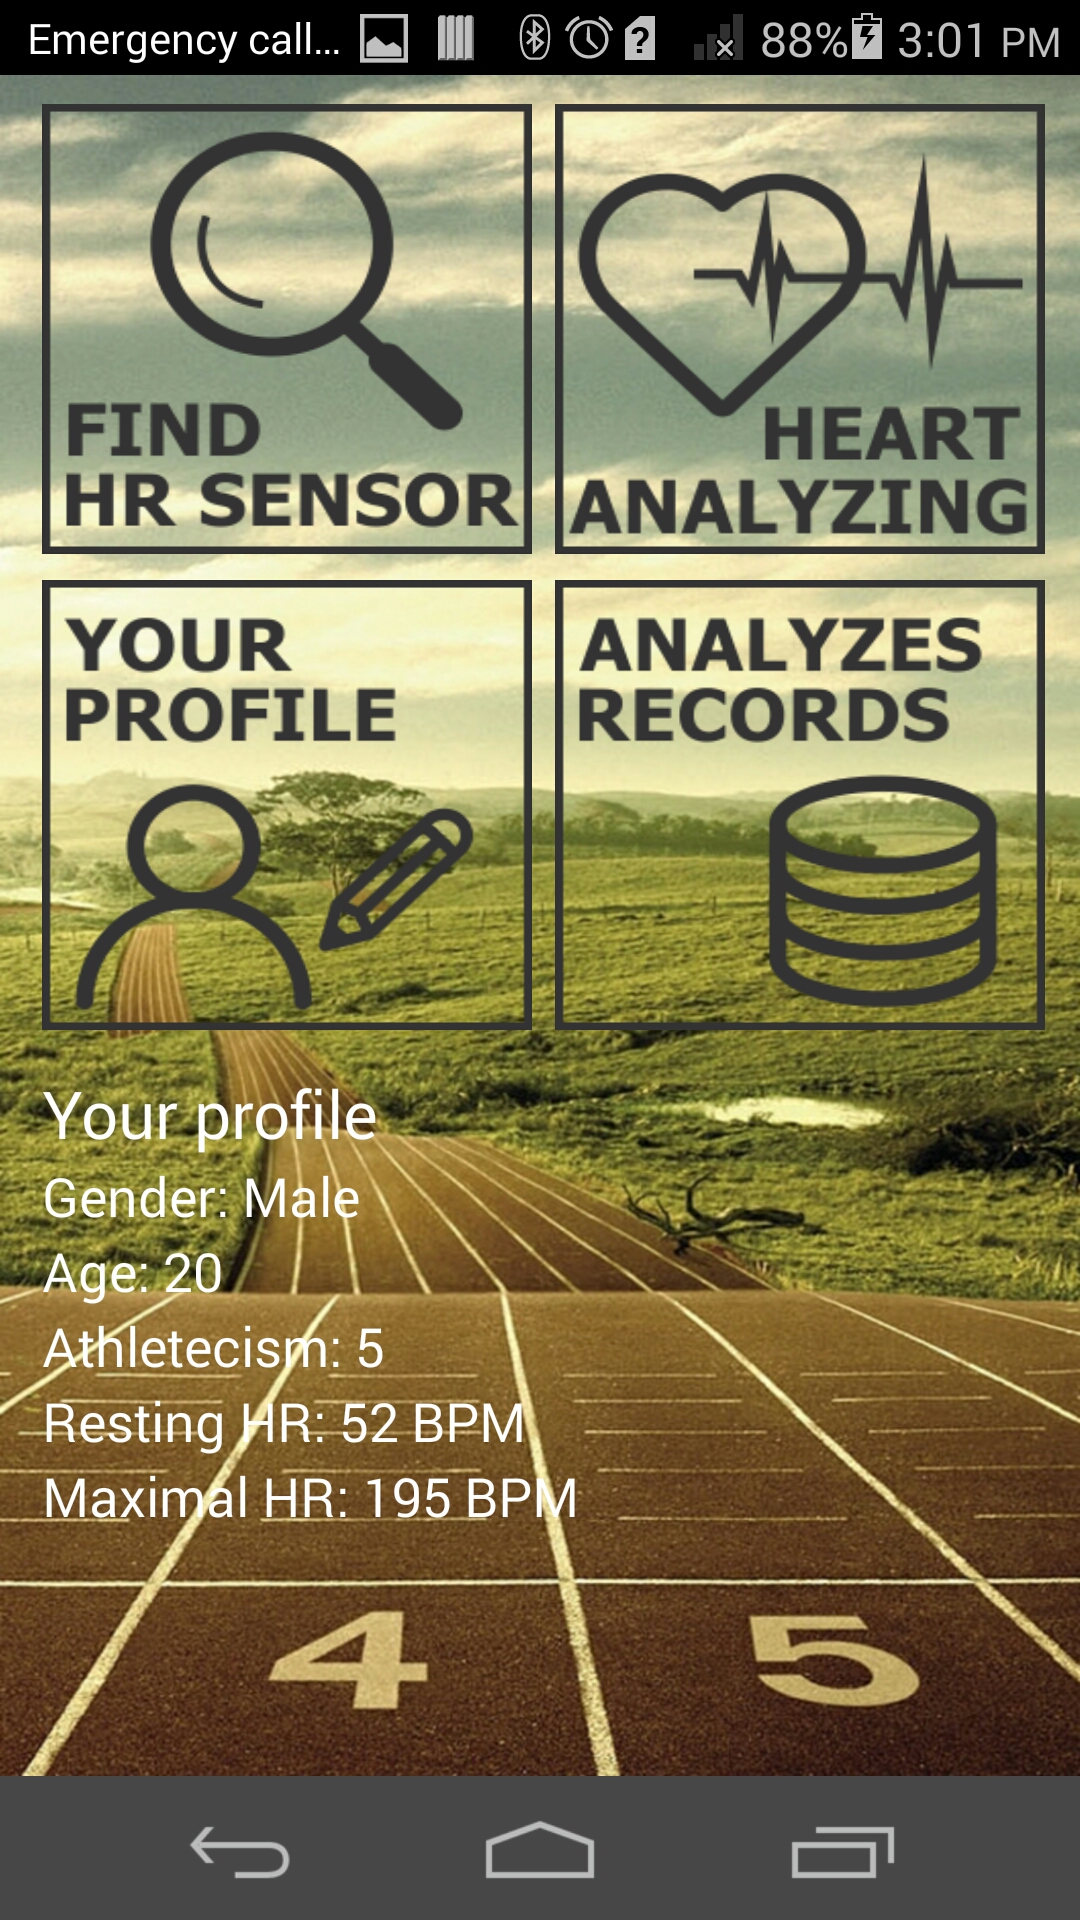 Emergency call... 88% 3:01 PM
FIND
HR SENSOR
HEART
ANALYZING
YOUR
PROFILE
ANALYZES
RECORDS
Your profile
Gender: Male
Age: 20
Athletecism: 5
Resting HR: 52 BPM
Maximal HR: 195 BPM
4 5